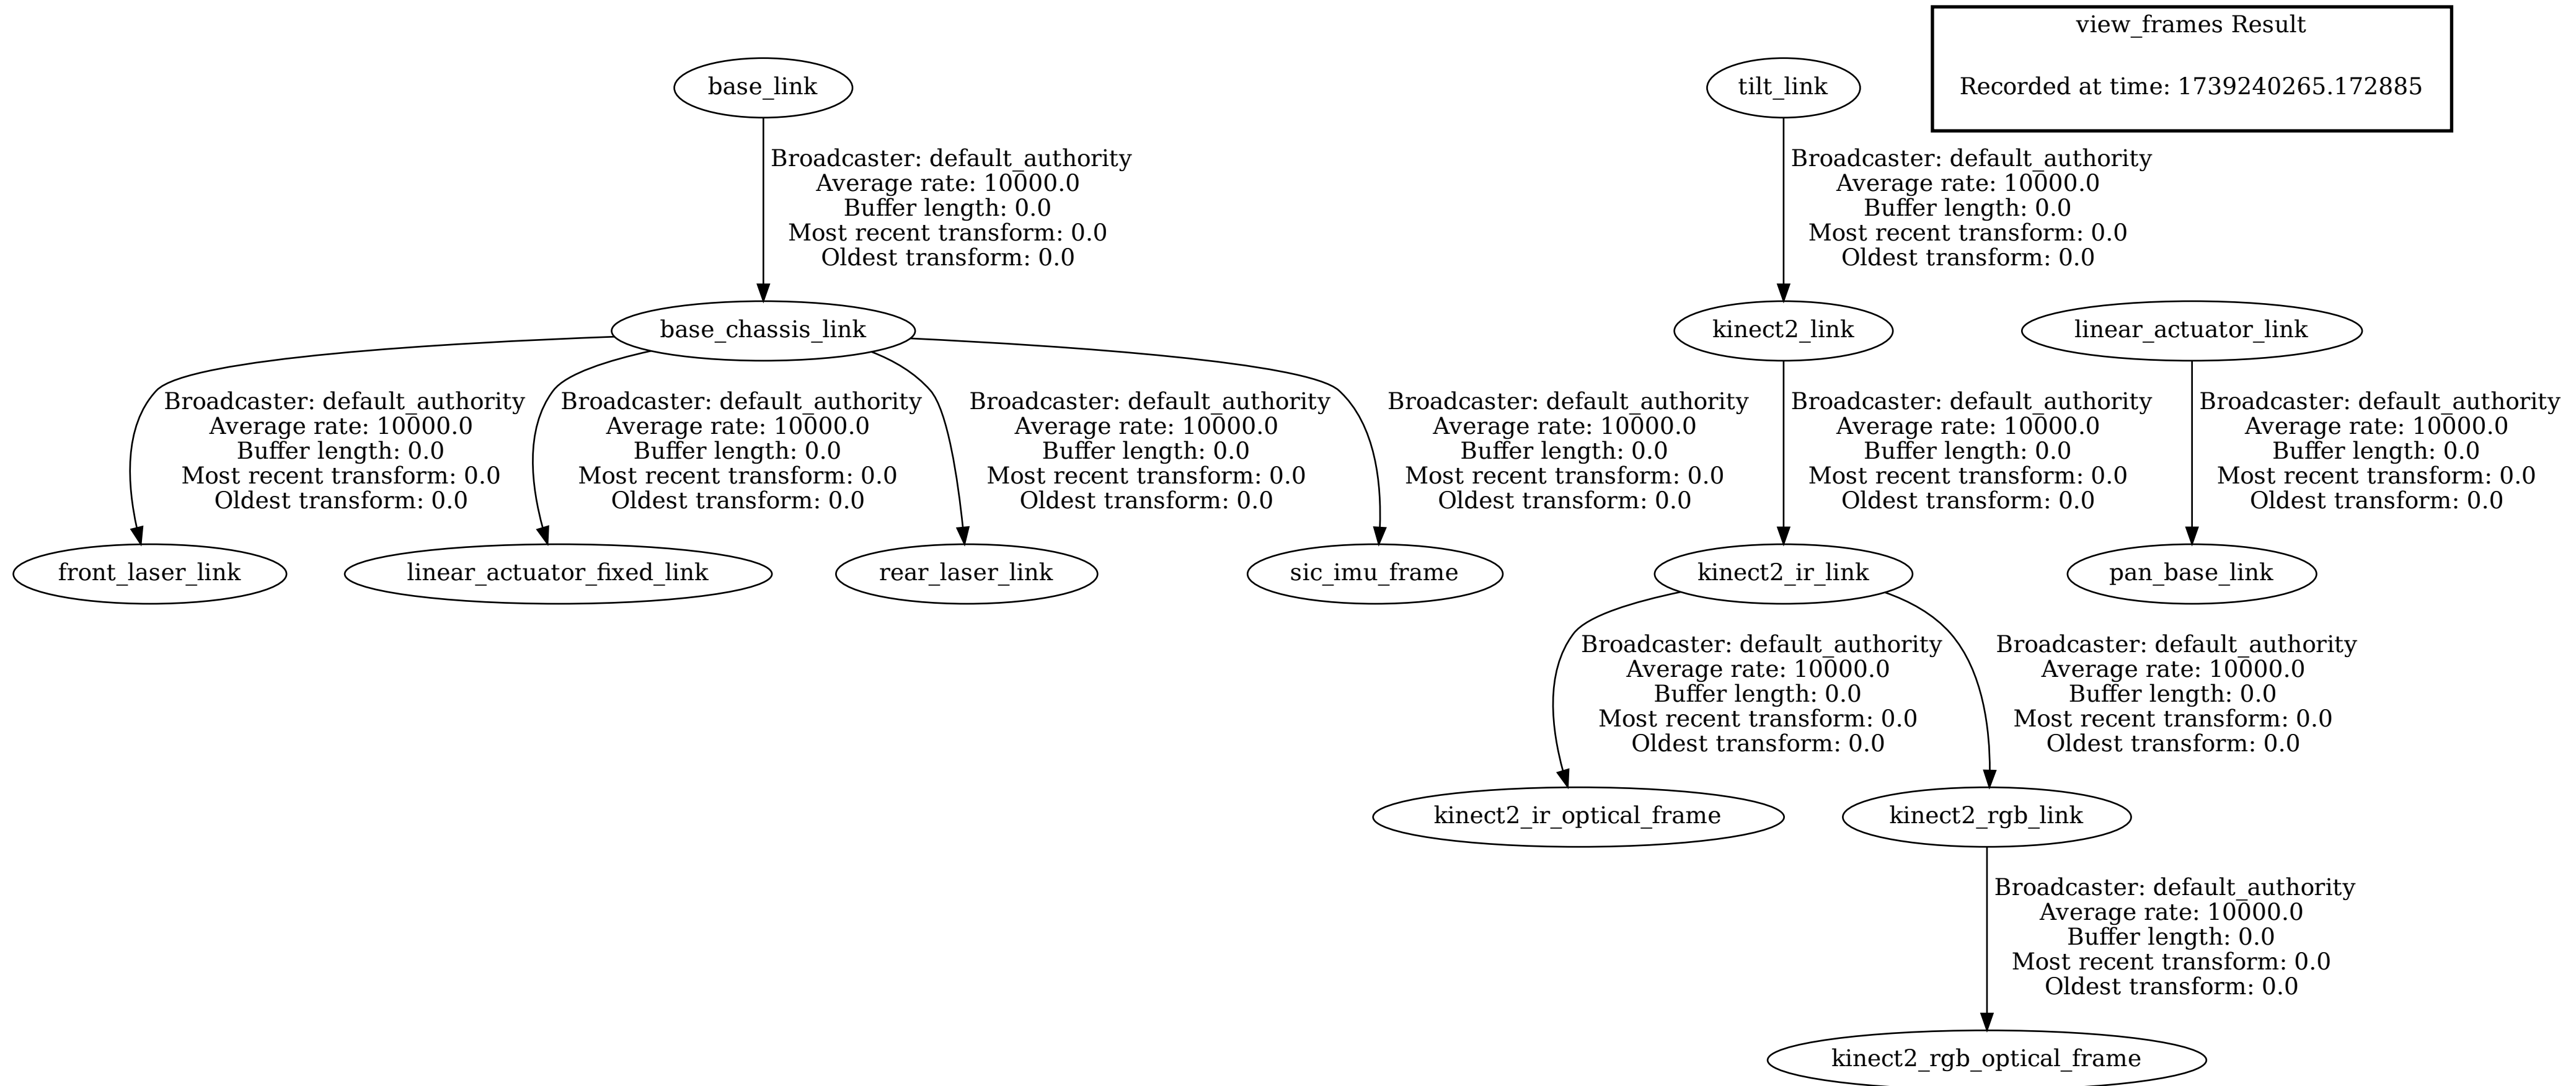 view_frames Result
Recorded at time: 1739240265.172885
base_link
tilt_link
Broadcaster: default_authority
Average rate: 10000.0
Buffer length: 0.0
Most recent transform: 0.0
Oldest transform: 0.0
Broadcaster: default_authority
Average rate: 10000.0
Buffer length: 0.0
Most recent transform: 0.0
Oldest transform: 0.0
base_chassis_link
kinect2_link
linear_actuator_link
Broadcaster: default_authority
Average rate: 10000.0
Buffer length: 0.0
Most recent transform: 0.0
Oldest transform: 0.0
Broadcaster: default_authority
Average rate: 10000.0
Buffer length: 0.0
Most recent transform: 0.0
Oldest transform: 0.0
Broadcaster: default_authority
Average rate: 10000.0
Buffer length: 0.0
Most recent transform: 0.0
Oldest transform: 0.0
Broadcaster: default_authority
Average rate: 10000.0
Buffer length: 0.0
Most recent transform: 0.0
Oldest transform: 0.0
Broadcaster: default_authority
Average rate: 10000.0
Buffer length: 0.0
Most recent transform: 0.0
Oldest transform: 0.0
Broadcaster: default_authority
Average rate: 10000.0
Buffer length: 0.0
Most recent transform: 0.0
Oldest transform: 0.0
front_laser_link
linear_actuator_fixed_link
rear_laser_link
sic_imu_frame
kinect2_ir_link
pan_base_link
Broadcaster: default_authority
Average rate: 10000.0
Buffer length: 0.0
Most recent transform: 0.0
Oldest transform: 0.0
Broadcaster: default_authority
Average rate: 10000.0
Buffer length: 0.0
Most recent transform: 0.0
Oldest transform: 0.0
kinect2_ir_optical_frame
kinect2_rgb_link
Broadcaster: default_authority
Average rate: 10000.0
Buffer length: 0.0
Most recent transform: 0.0
Oldest transform: 0.0
kinect2_rgb_optical_frame